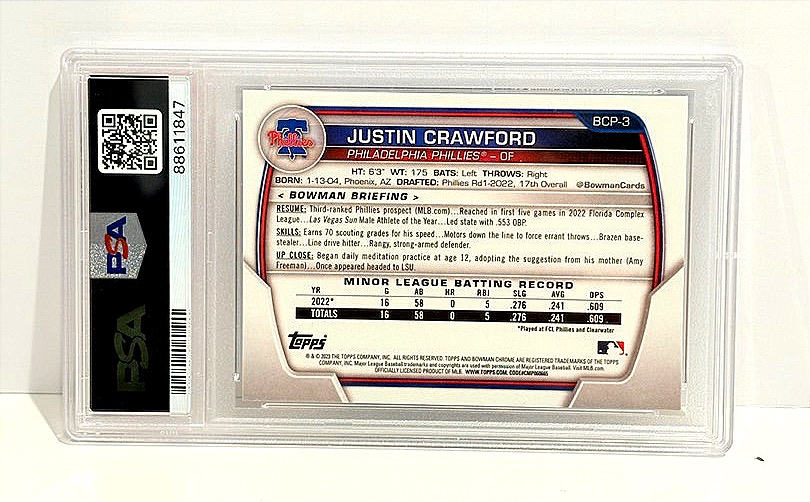 88611847
PSA
PSA
BCP-3
Phillies
JUSTIN CRAWFORD
PHILADELPHIA PHILLIES® – OF
HT: 6'3" WT: 175 BATS: Left THROWS: Right
BORN: 1-13-04, Phoenix, AZ DRAFTED: Phillies Rd1-2022, 17th Overall @BowmanCards
< BOWMAN BRIEFING >
RESUME: Third-ranked Phillies prospect (MLB.com)...Reached in first five games in 2022 Florida Complex
League...Las Vegas Sun Male Athlete of the Year...Led state with .553 OBP.
SKILLS: Earns 70 scouting grades for his speed...Motors down the line to force errant throws...Brazen base-
stealer...Line drive hitter...Rangy, strong-armed defender.
UP CLOSE: Began daily meditation practice at age 12, adopting the suggestion from his mother (Amy
Freeman)...Once appeared headed to LSU.
MINOR LEAGUE BATTING RECORD
YR G AB HR RBI SLG AVG OPS
2022* 16 58 0 5 .276 .241 .609
TOTALS 16 58 0 5 .276 .241 .609
*Played at FCL Phillies and Clearwater
Topps
® & © 2023 THE TOPPS COMPANY, INC. ALL RIGHTS RESERVED. TOPPS AND BOWMAN CHROME ARE REGISTERED TRADEMARKS OF THE TOPPS
COMPANY, INC. Major League Baseball trademarks and copyrights are used with permission of Major League Baseball. Visit MLB.com.
OFFICIALLY LICENSED PRODUCT OF MLB. WWW.TOPPS.COM. CODE#CMP060665